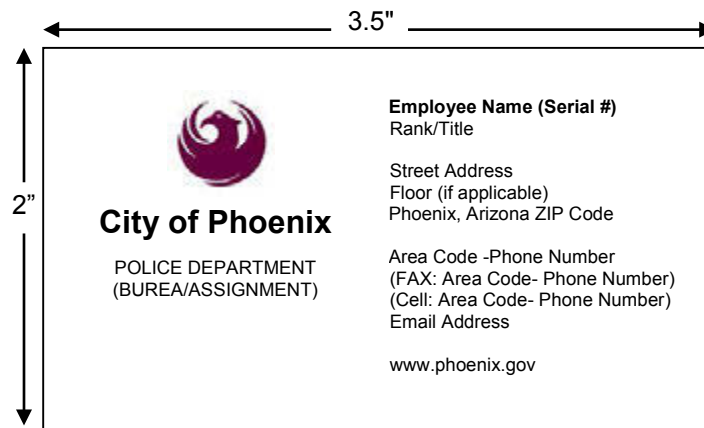 3.5"
2”
City of Phoenix
POLICE DEPARTMENT
(BUREA/ASSIGNMENT)
Employee Name (Serial #)
Rank/Title
Street Address
Floor (if applicable)
Phoenix, Arizona ZIP Code
Area Code -Phone Number
(FAX: Area Code- Phone Number)
(Cell: Area Code- Phone Number)
Email Address
www.phoenix.gov